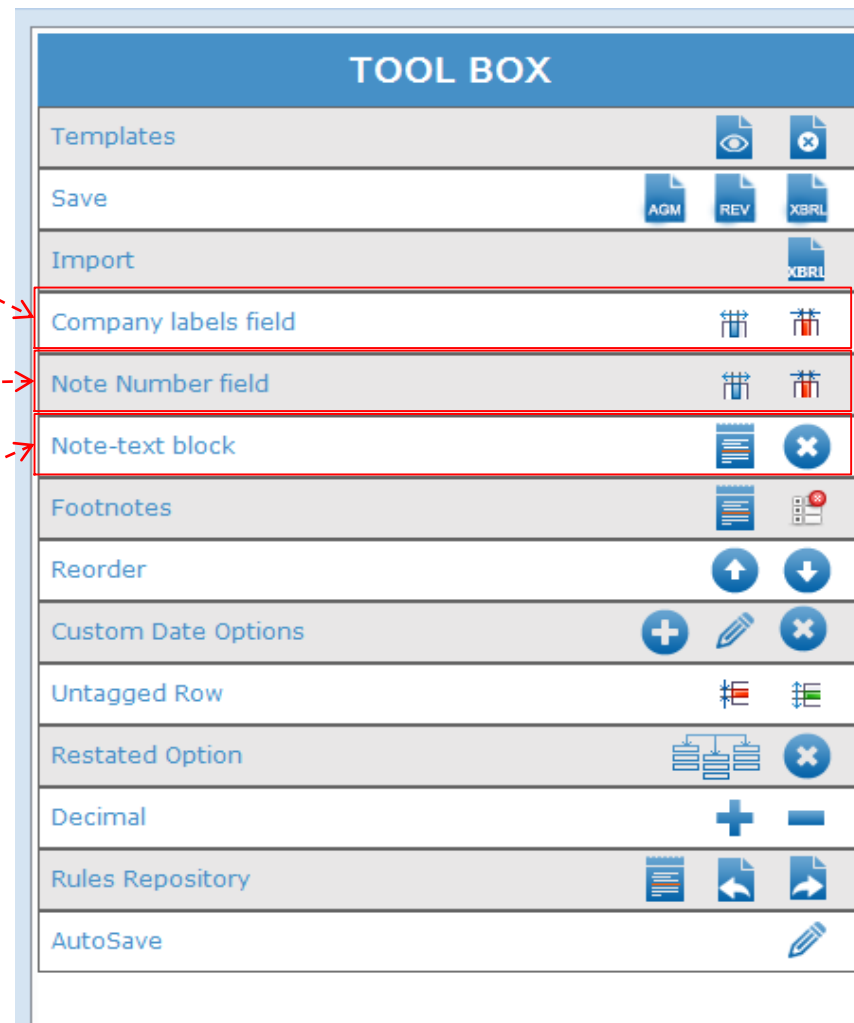 TOOL BOX
Templates
Save AGM REV XBRL
Import XBRL
Company labels field
Note Number field
Note-text block
Footnotes
Reorder
Custom Date Options
Untagged Row
Restated Option
Decimal
Rules Repository
AutoSave